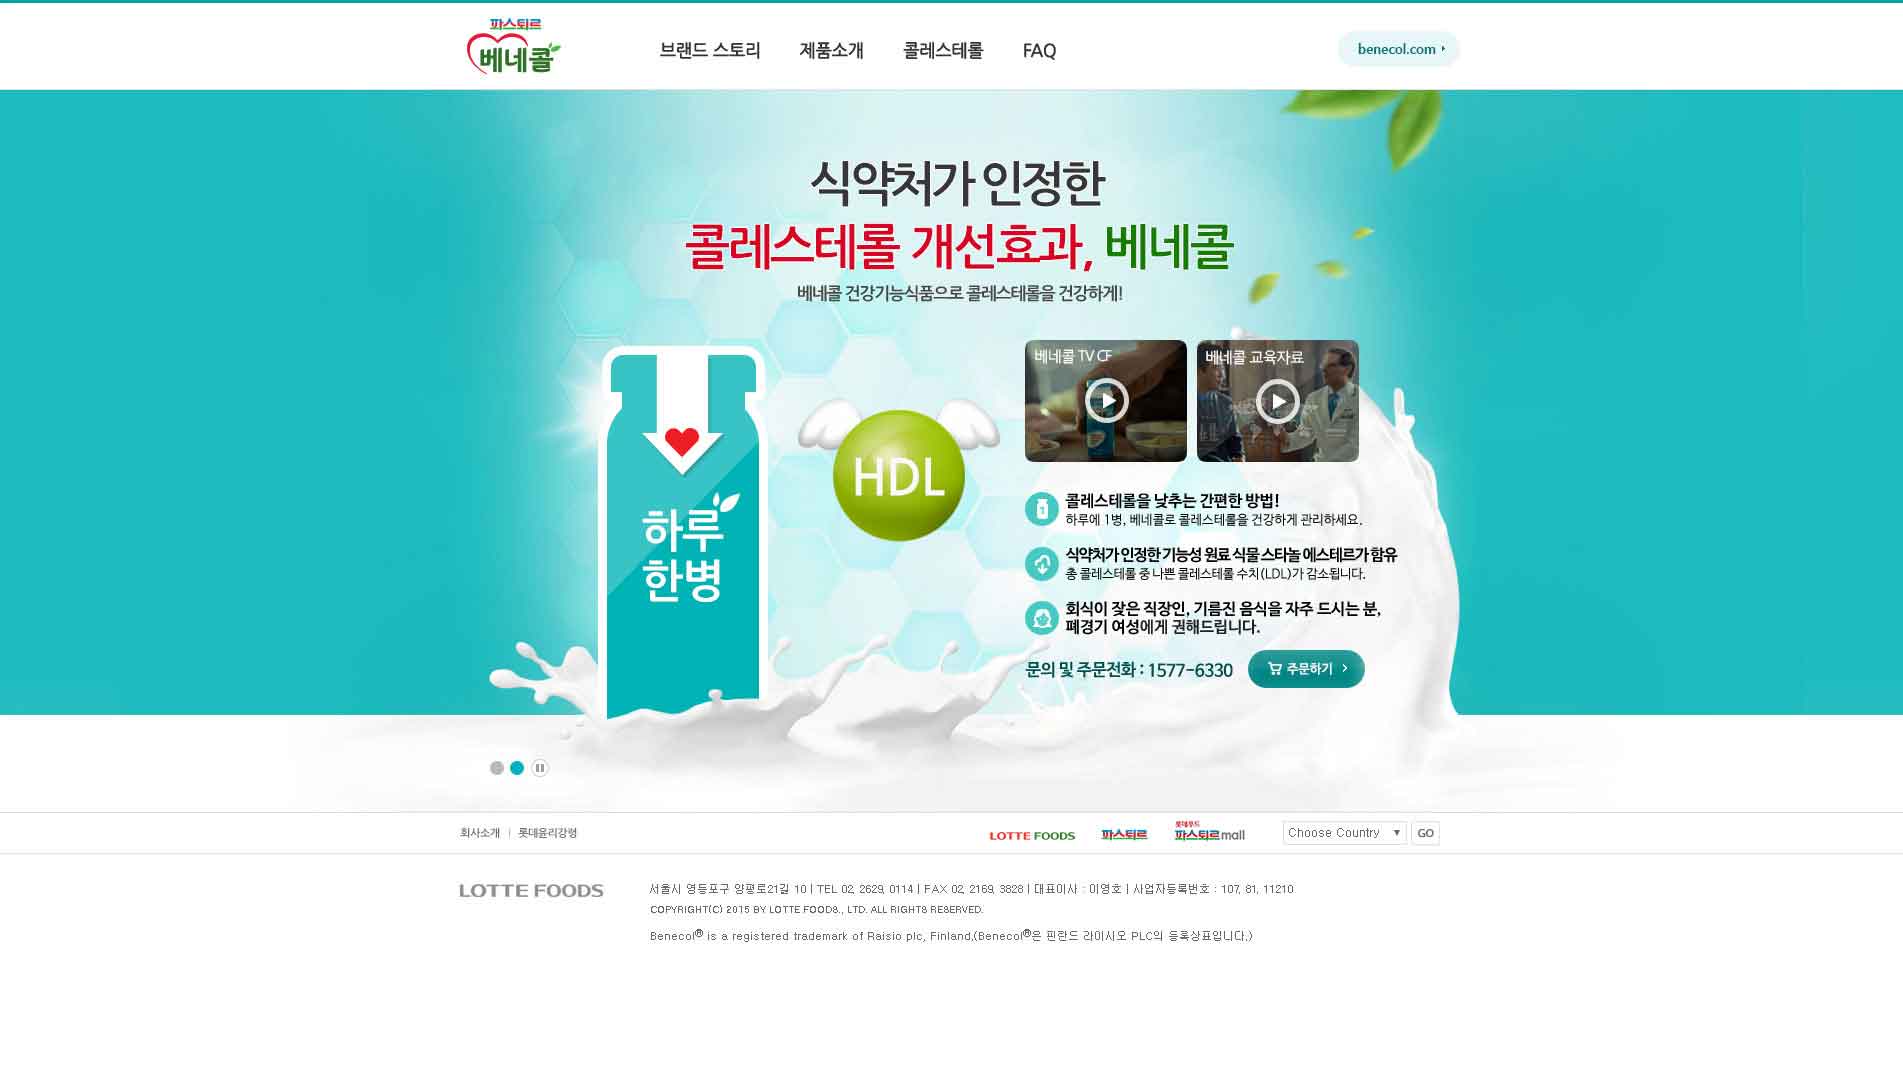 파스퇴르
베네콜
브랜드 스토리
제품소개
콜레스테롤
FAQ
benecol.com
식약처가 인정한
콜레스테롤 개선효과, 베네콜
베네콜 건강기능식품으로 콜레스테롤을 건강하게!
하루
한병
HDL
베네콜 TV CF
베네콜 교육자료
1
콜레스테롤을 낮추는 간편한 방법!
하루에 1병, 베네콜로 콜레스테롤을 건강하게 관리하세요.
식약처가 인정한 기능성 원료 식물 스타놀 에스테르가 함유
총 콜레스테롤 중 나쁜 콜레스테롤 수치(LDL)가 감소됩니다.
회식이 잦은 직장인, 기름진 음식을 자주 드시는 분,
폐경기 여성에게 권해드립니다.
문의 및 주문전화 : 1577-6330
주문하기
회사소개 | 롯데윤리강령
LOTTE FOODS
파스퇴르
롯데푸드
파스퇴르mall
Choose Country
GO
LOTTE FOODS
서울시 영등포구 양평로21길 10 | TEL 02. 2629. 0114 | FAX 02. 2169. 3828 | 대표이사 : 이영호 | 사업자등록번호 : 107. 81. 11210
COPYRIGHT(C) 2015 BY LOTTE FOODS., LTD. ALL RIGHTS RESERVED.
Benecol® is a registered trademark of Raisio plc, Finland.(Benecol®은 핀란드 라이시오 PLC의 등록상표입니다.)